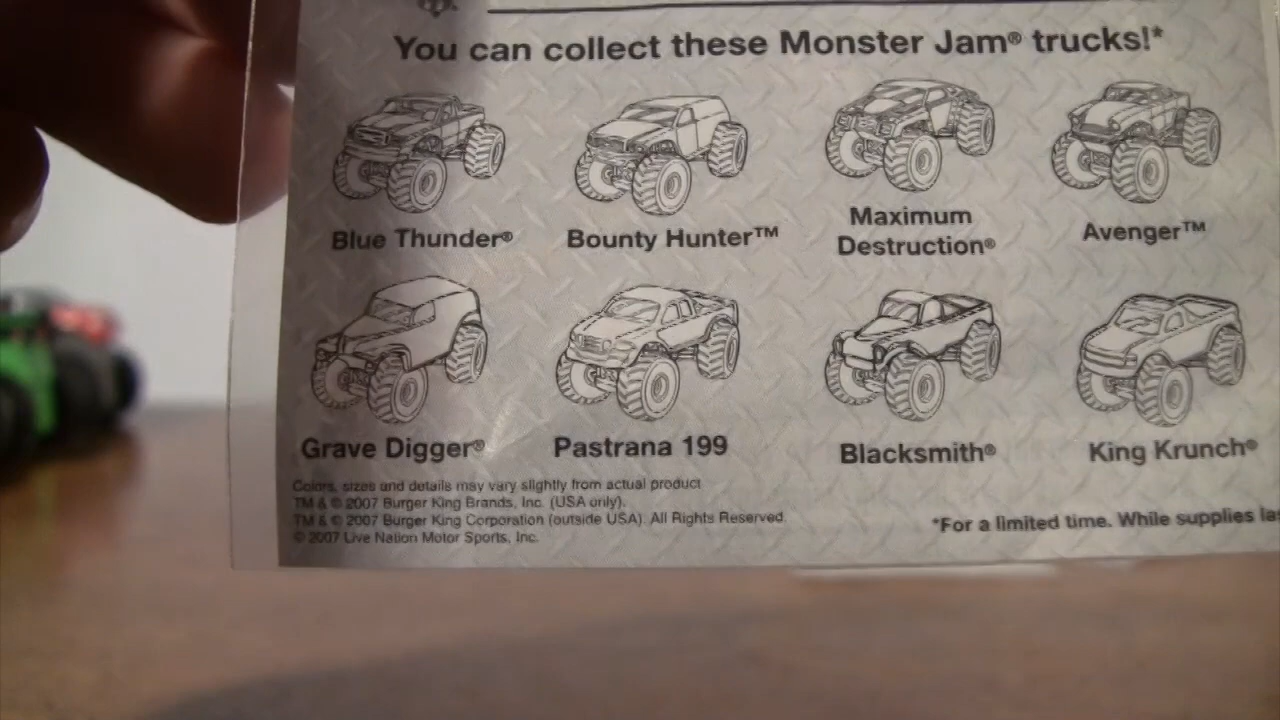 You can collect these Monster Jam® trucks!*
Blue Thunder®
Bounty Hunter™
Maximum
Destruction®
Avenger™
Grave Digger®
Pastrana 199
Blacksmith®
King Krunch®
Colors, sizes and details may vary slightly from actual product
TM & © 2007 Burger King Brands, Inc. (USA only).
TM & © 2007 Burger King Corporation (outside USA). All Rights Reserved.
© 2007 Live Nation Motor Sports, Inc.
*For a limited time. While supplies las